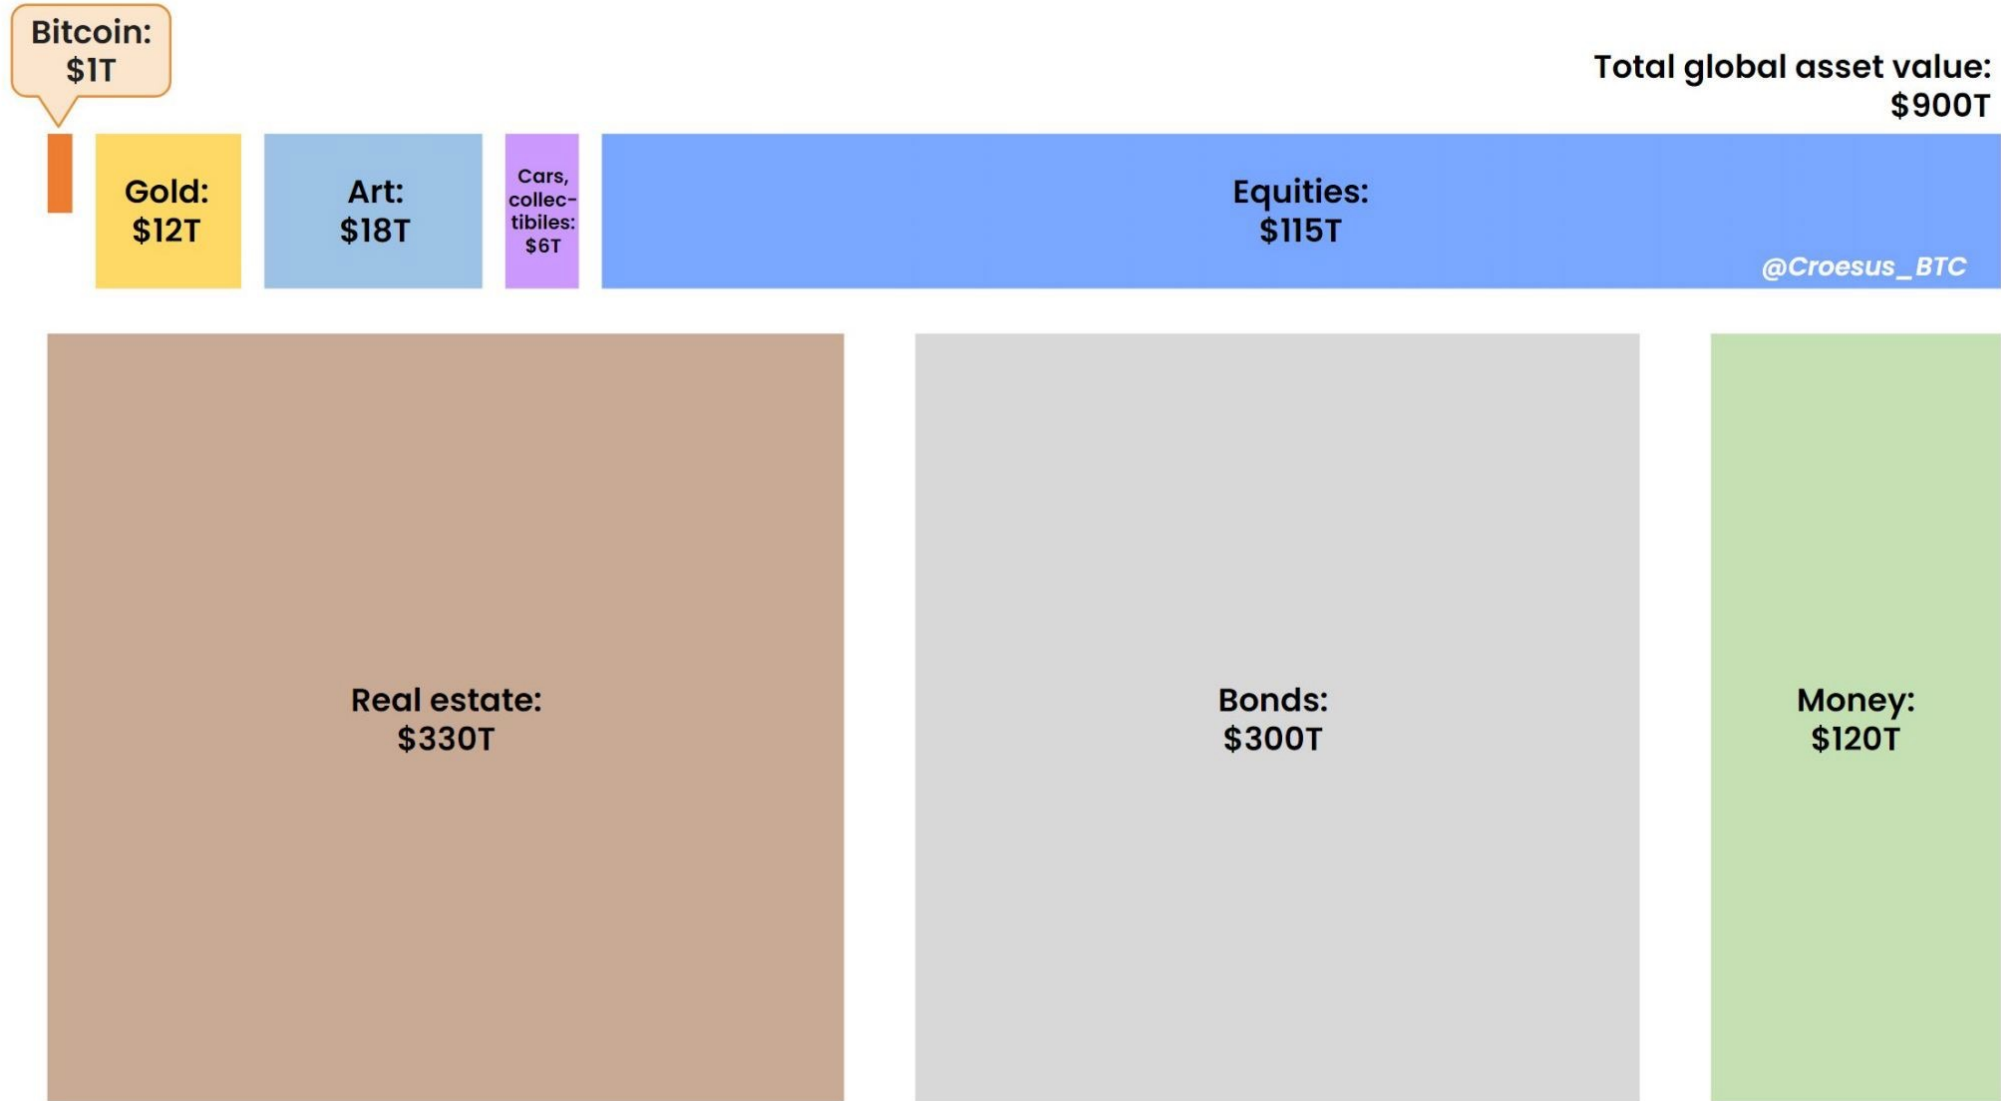 Bitcoin:
$1T
Total global asset value:
$900T
Gold:
$12T
Art:
$18T
Cars,
collec-
tibiles:
$6T
Equities:
$115T
@Croesus_BTC
Real estate:
$330T
Bonds:
$300T
Money:
$120T